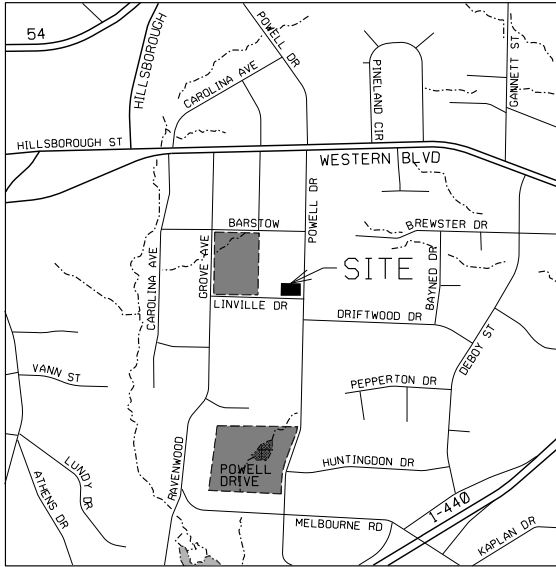 54
HILLSBOROUGH
POWELL DR
CAROLINA AVE
PINELAND CIR
GANNETT ST
HILLSBOROUGH ST
WESTERN BLVD
POWELL DR
BARSTOW
BREWSTER DR
GROVE AVE
CAROLINA AVE
SITE
BAYNED DR
LINVILLE DR
DRIFTWOOD DR
DEBOY ST
VANN ST
PEPPERTON DR
LUNDY DR
ATHENS DR
RAVENWOOD
POWELL
DRIVE
HUNTINGDON DR
I-440
MELBOURNE RD
KAPLAN DR